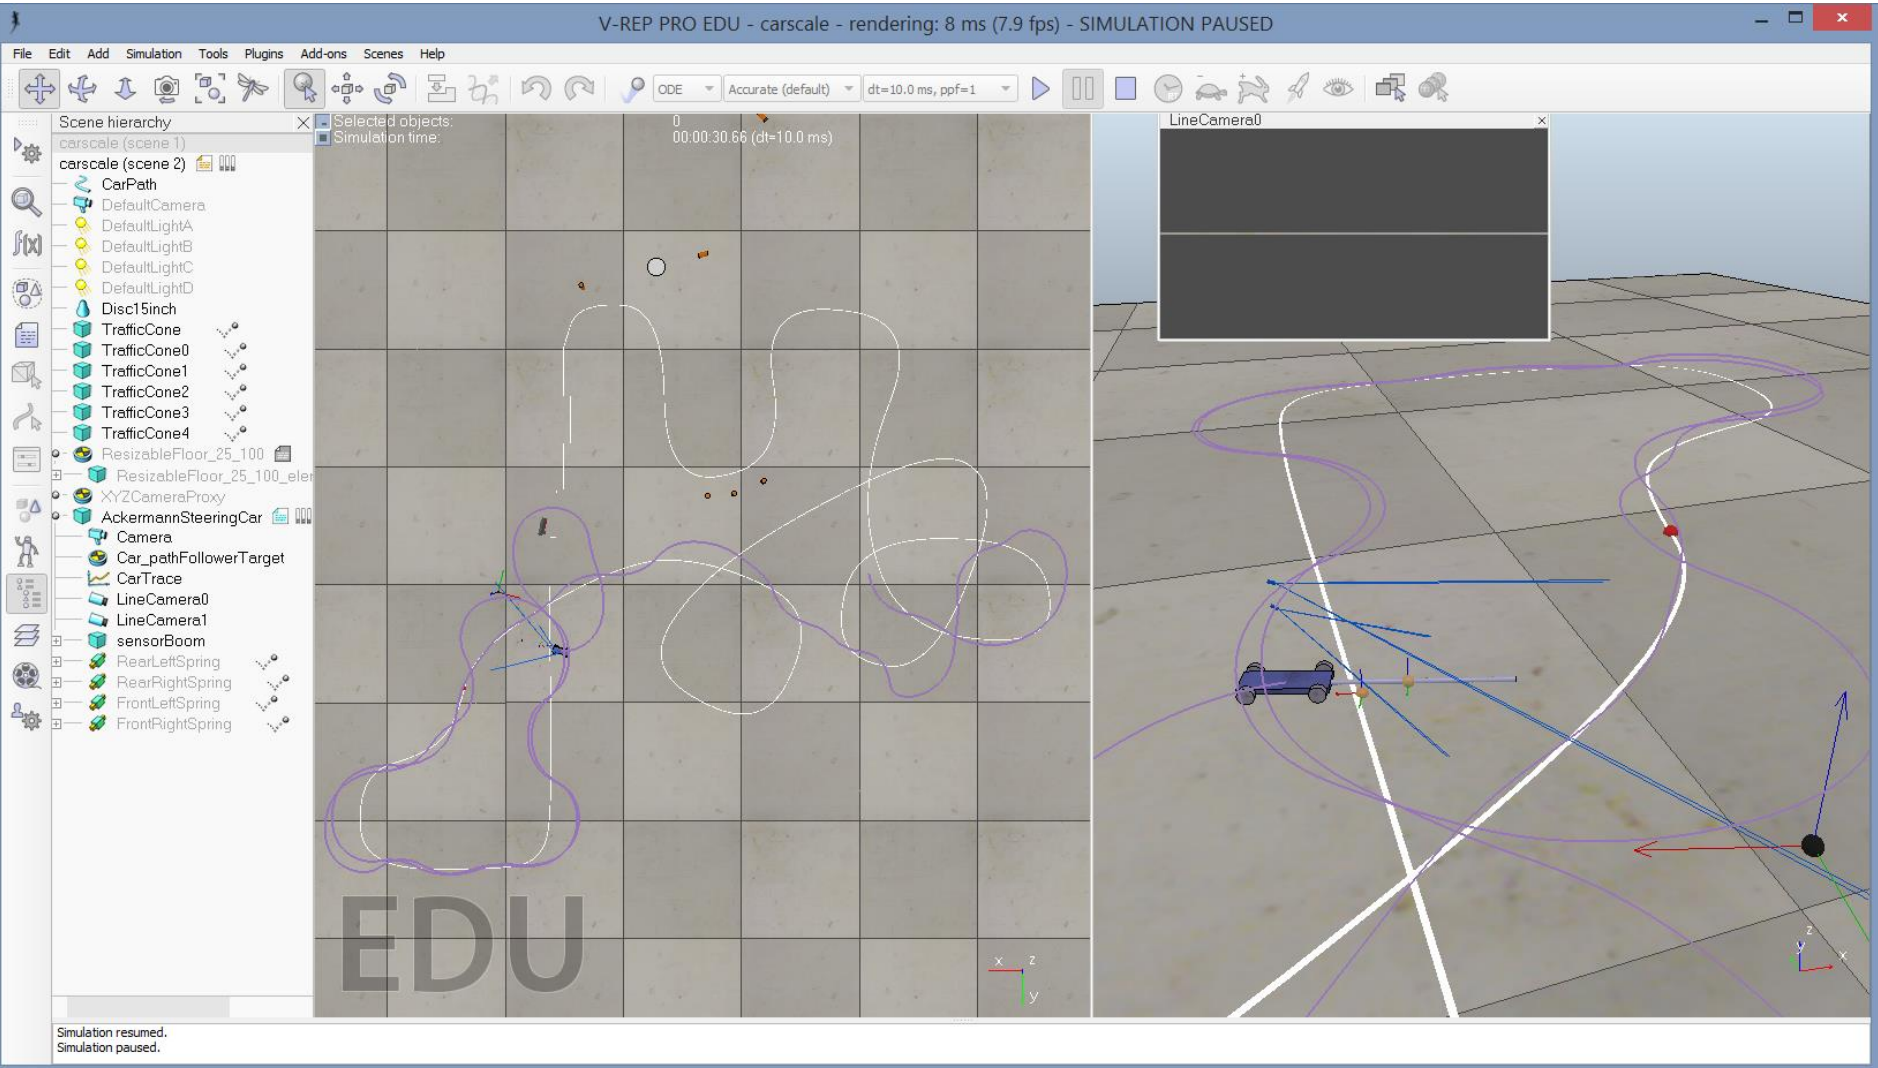 V-REP PRO EDU - carscale - rendering: 8 ms (7.9 fps) - SIMULATION PAUSED
File Edit Add Simulation Tools Plugins Add-ons Scenes Help
ODE Accurate (default) dt=10.0 ms, ppf=1
Scene hierarchy
carscale (scene 1)
carscale (scene 2)
CarPath
DefaultCamera
DefaultLightA
DefaultLightB
DefaultLightC
DefaultLightD
Disc15inch
TrafficCone
TrafficCone0
TrafficCone1
TrafficCone2
TrafficCone3
TrafficCone4
ResizableFloor_25_100
ResizableFloor_25_100_eler
XYZCameraProxy
AckermannSteeringCar
Camera
Car_pathFollowerTarget
CarTrace
LineCamera0
LineCamera1
sensorBoom
RearLeftSpring
RearRightSpring
FrontLeftSpring
FrontRightSpring
Selected objects: 0
Simulation time: 00:00:30.66 (dt=10.0 ms)
EDU
x z
y
LineCamera0
z
y x
f(x)
Simulation resumed.
Simulation paused.